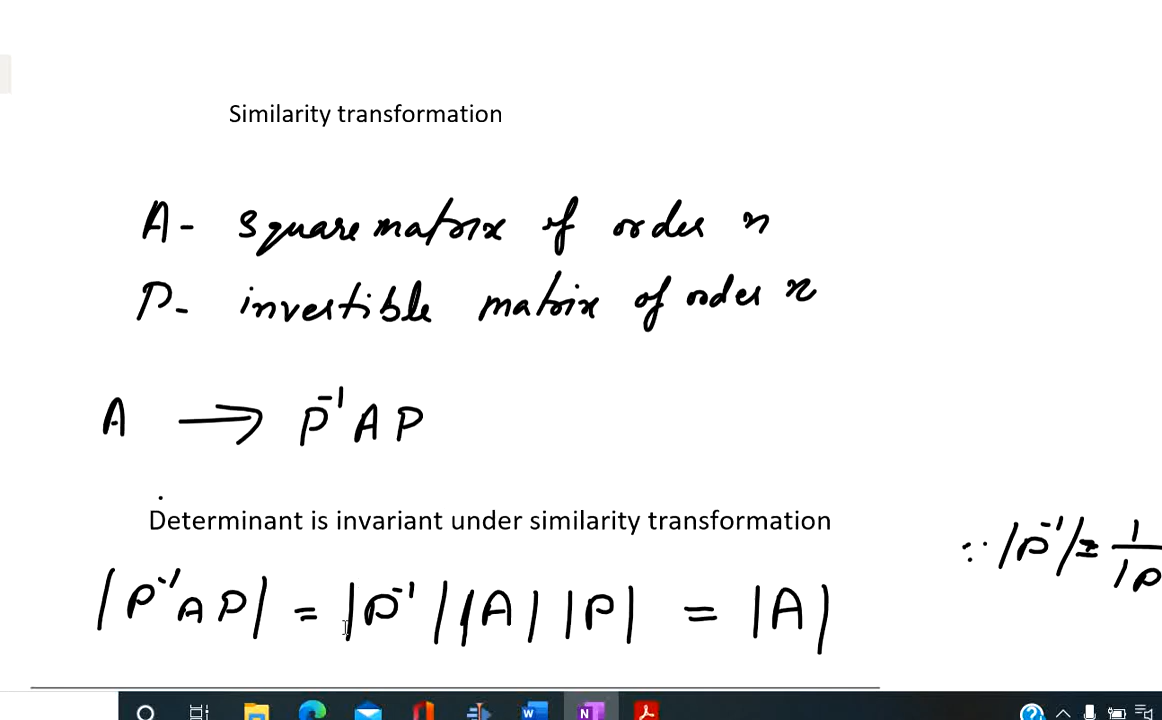 Similarity transformation
A- square matrix of order n
P- invertible matrix of order n
A → P⁻¹AP
Determinant is invariant under similarity transformation
∵ |P⁻¹| = 1/|P
|P⁻¹AP| = |P⁻¹||A||P| = |A|